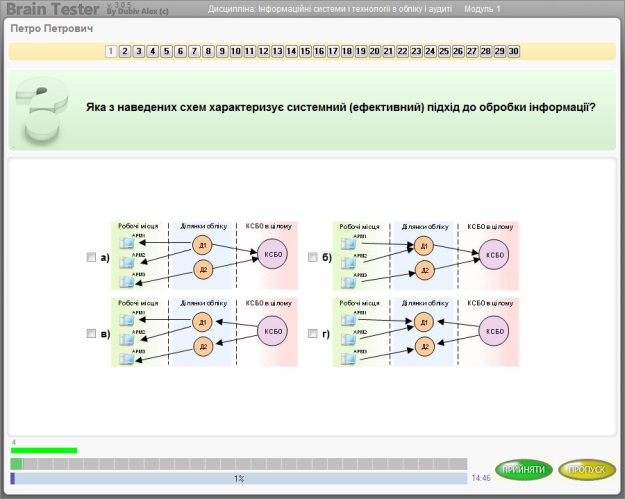 Brain Tester v. 3.0.5 By Dubiv Alex (c) Дисципліна: Інформаційні системи і технології в обліку і аудиті Модуль 1
Петро Петрович
1 2 3 4 5 6 7 8 9 10 11 12 13 14 15 16 17 18 19 20 21 22 23 24 25 26 27 28 29 30
Яка з наведених схем характеризує системний (ефективний) підхід до обробки інформації?
а)
Робочі місця Ділянки обліку КСБО в цілому
АРМ1
АРМ2
АРМ3
Д1
Д2
КСБО
б)
Робочі місця Ділянки обліку КСБО в цілому
АРМ1
АРМ2
АРМ3
Д1
Д2
КСБО
в)
Робочі місця Ділянки обліку КСБО в цілому
АРМ1
АРМ2
АРМ3
Д1
Д2
КСБО
г)
Робочі місця Ділянки обліку КСБО в цілому
АРМ1
АРМ2
АРМ3
Д1
Д2
КСБО
4
1%
14:46
ПРИЙНЯТИ ПРОПУСК